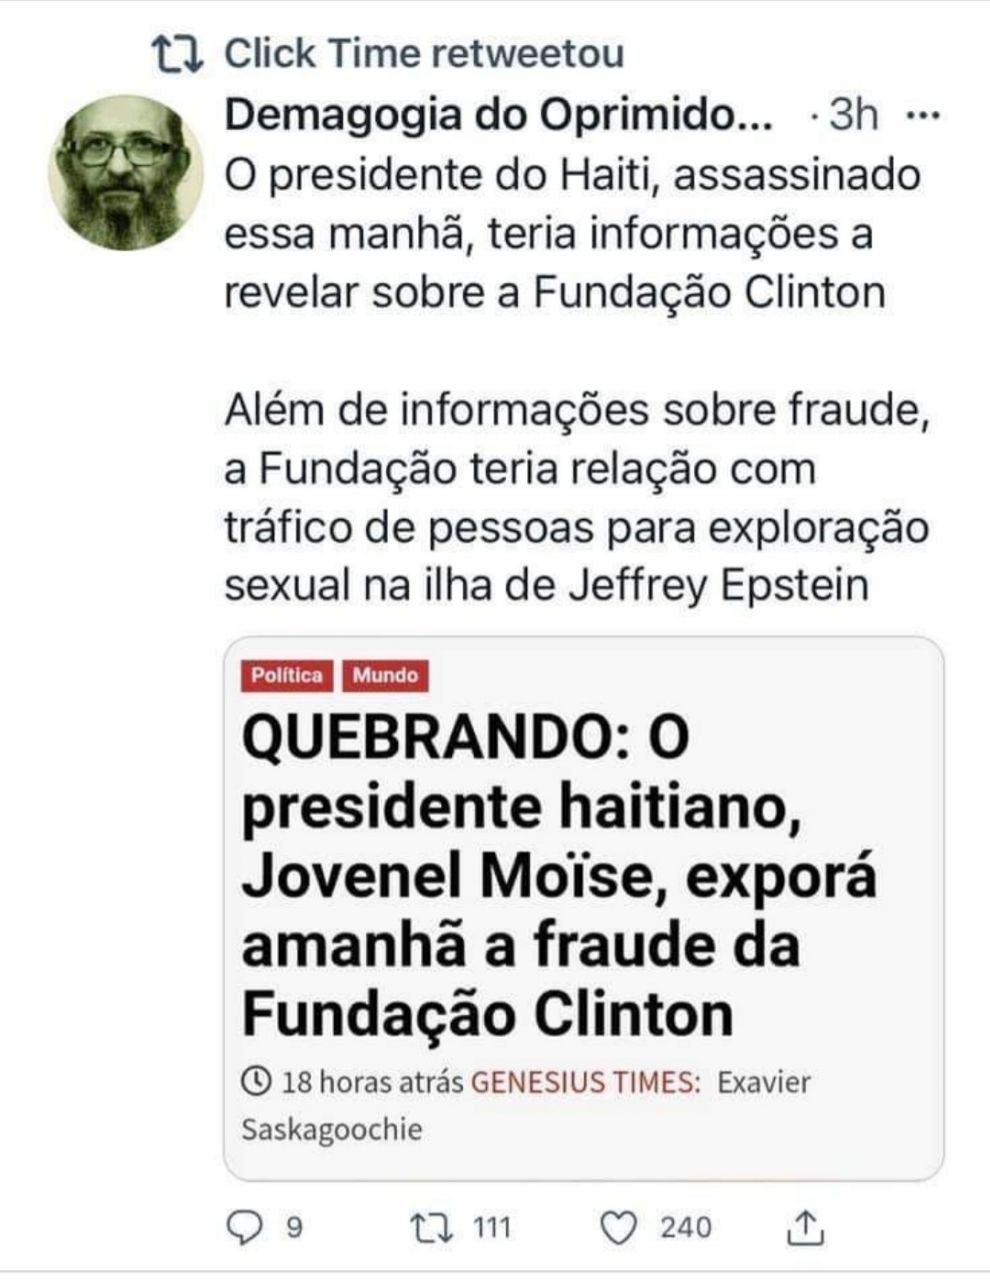 Click Time retweetou
Demagogia do Oprimido... · 3h ...
O presidente do Haiti, assassinado
essa manhã, teria informações a
revelar sobre a Fundação Clinton
Além de informações sobre fraude,
a Fundação teria relação com
tráfico de pessoas para exploração
sexual na ilha de Jeffrey Epstein
Política Mundo
QUEBRANDO: O
presidente haitiano,
Jovenel Moïse, exporá
amanhã a fraude da
Fundação Clinton
18 horas atrás GENESIUS TIMES: Exavier
Saskagoochie
9 111 240